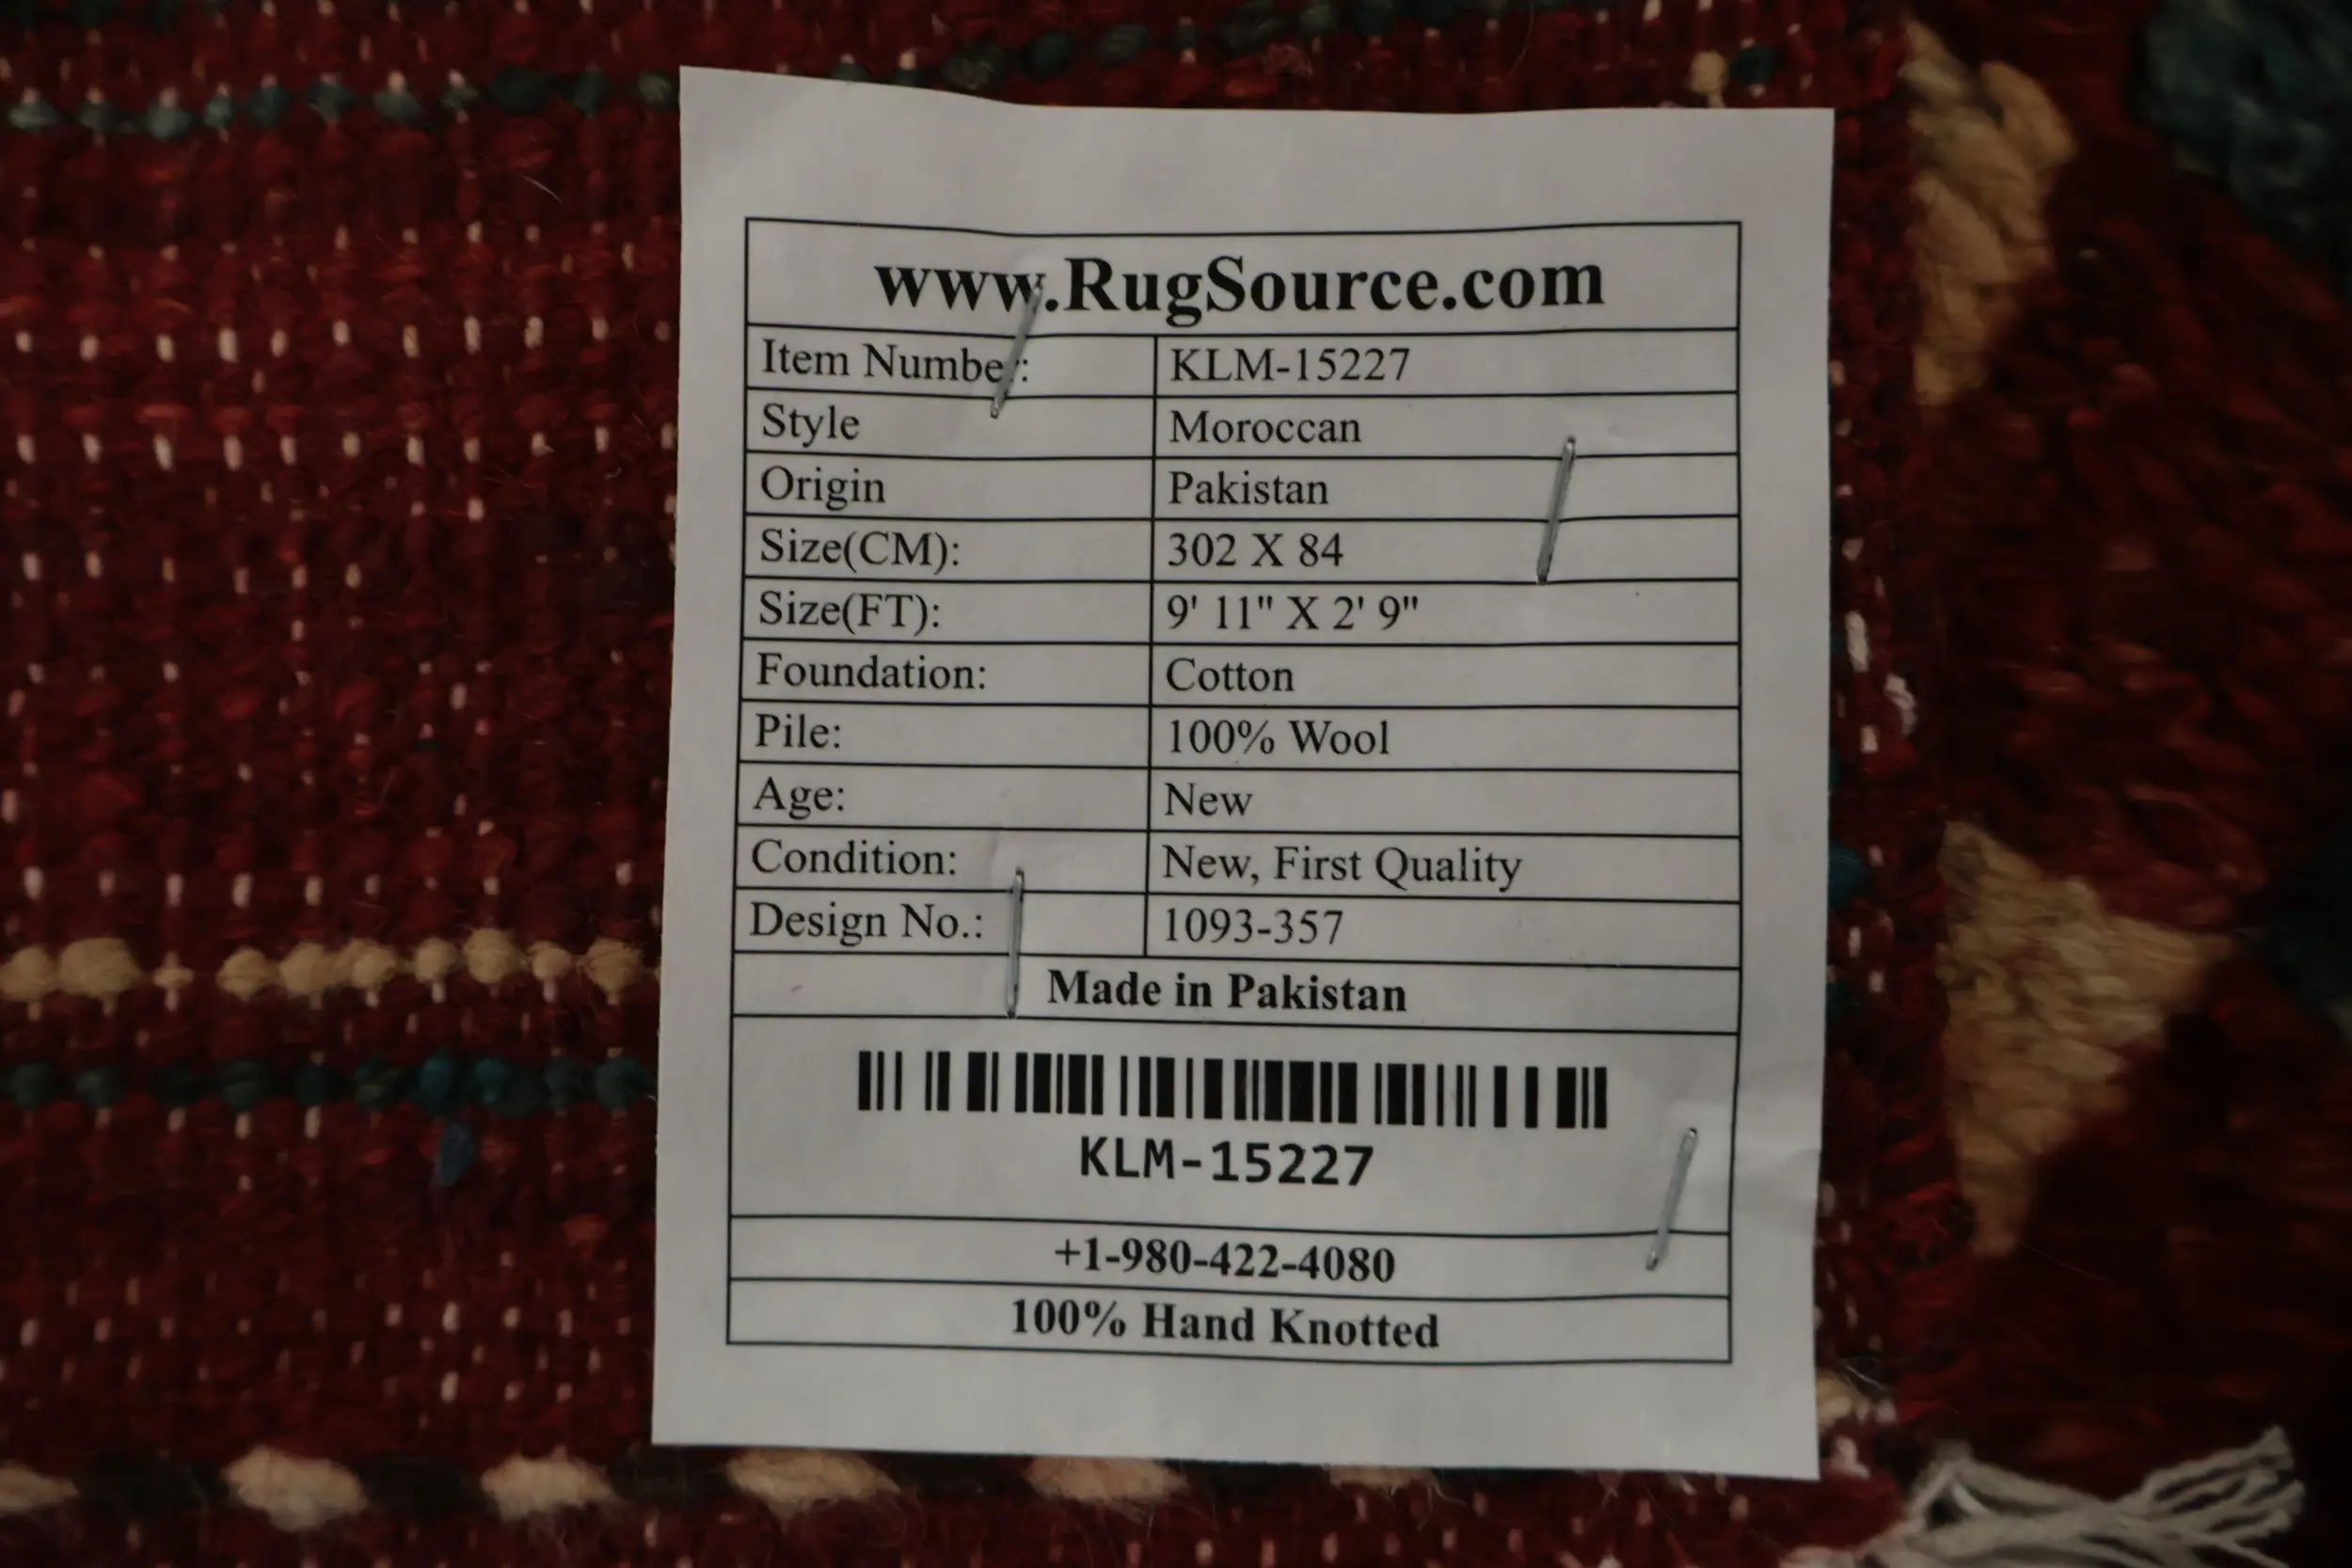 www.RugSource.com
Item Number: KLM-15227
Style Moroccan
Origin Pakistan
Size(CM): 302 X 84
Size(FT): 9' 11" X 2' 9"
Foundation: Cotton
Pile: 100% Wool
Age: New
Condition: New, First Quality
Design No.: 1093-357
Made in Pakistan
KLM-15227
+1-980-422-4080
100% Hand Knotted